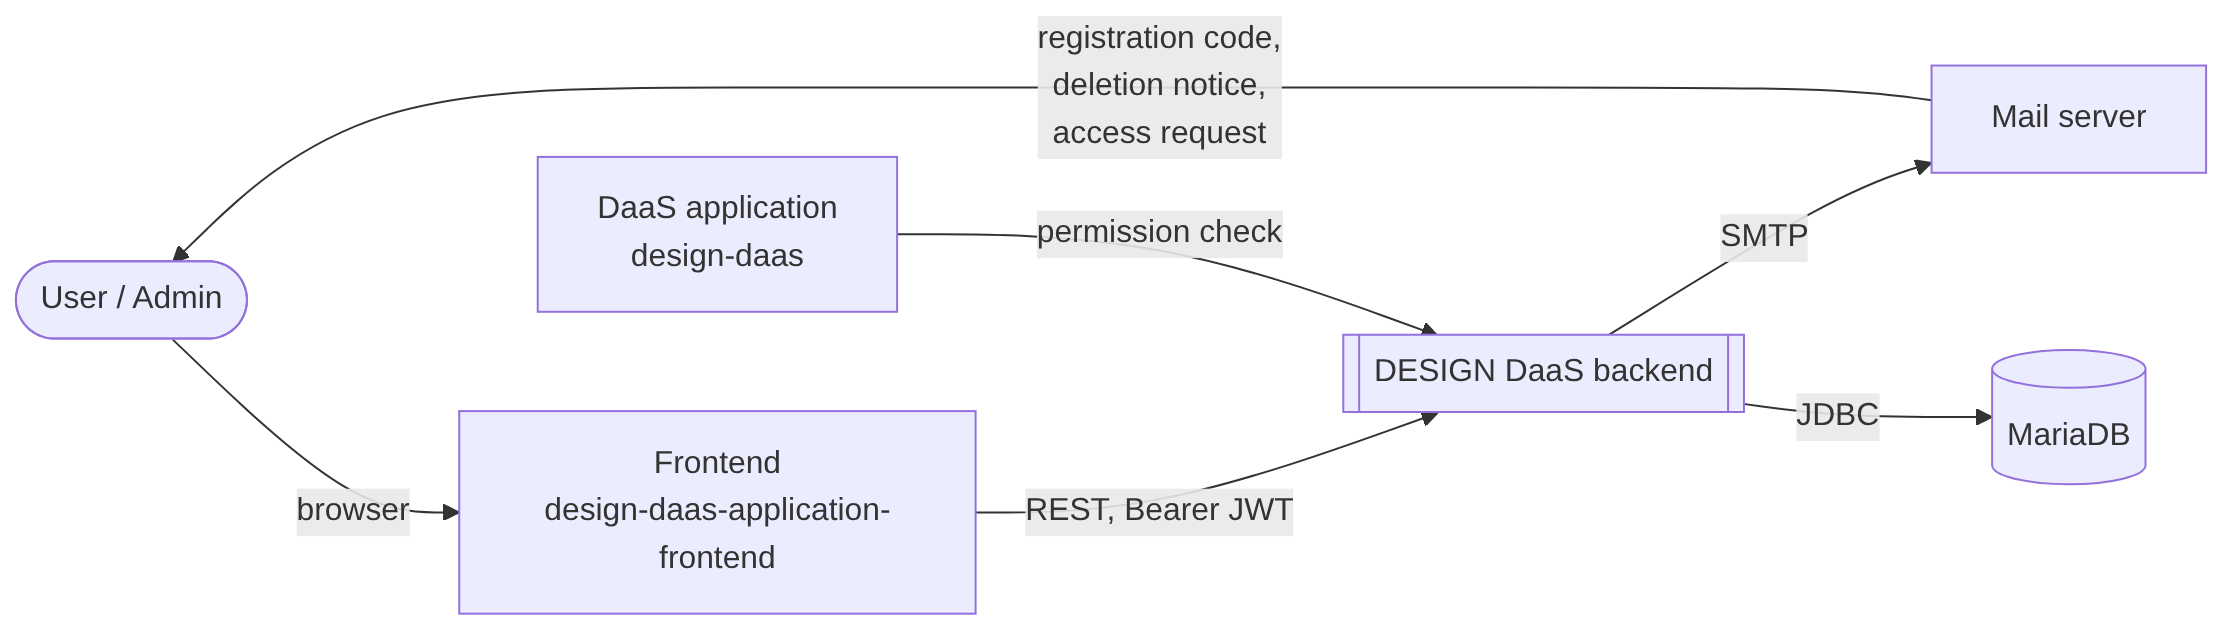 registration code,
deletion notice,
access request
Mail server
DaaS application
design-daas
permission check
SMTP
User / Admin
DESIGN DaaS backend
JDBC
MariaDB
browser
Frontend
design-daas-application-
frontend
REST, Bearer JWT